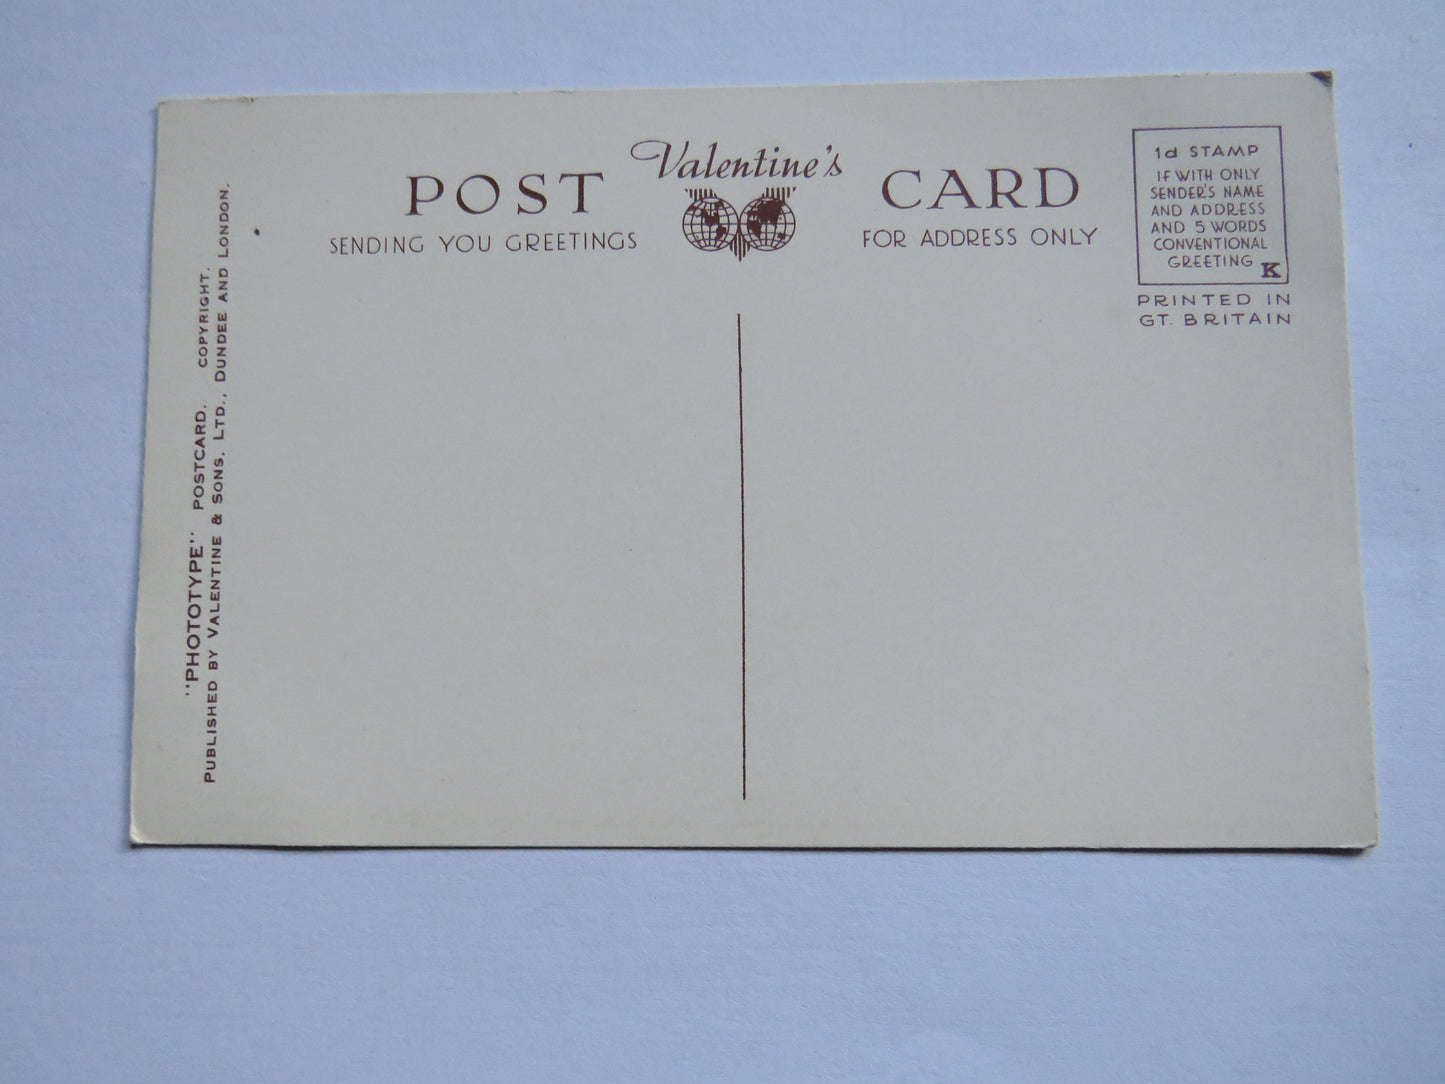 Valentine's
POST CARD
SENDING YOU GREETINGS
FOR ADDRESS ONLY
1d STAMP
IF WITH ONLY
SENDER'S NAME
AND ADDRESS
AND 5 WORDS
CONVENTIONAL
GREETING K
PRINTED IN
GT. BRITAIN
"PHOTOTYPE" POSTCARD. COPYRIGHT.
PUBLISHED BY VALENTINE & SONS, LTD., DUNDEE AND LONDON.